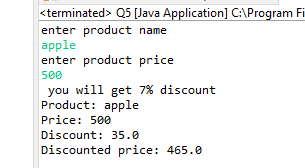 <terminated> Q5 [Java Application] C:\Program Fi
enter product name
apple
enter product price
500
 you will get 7% discount
Product: apple
Price: 500
Discount: 35.0
Discounted price: 465.0